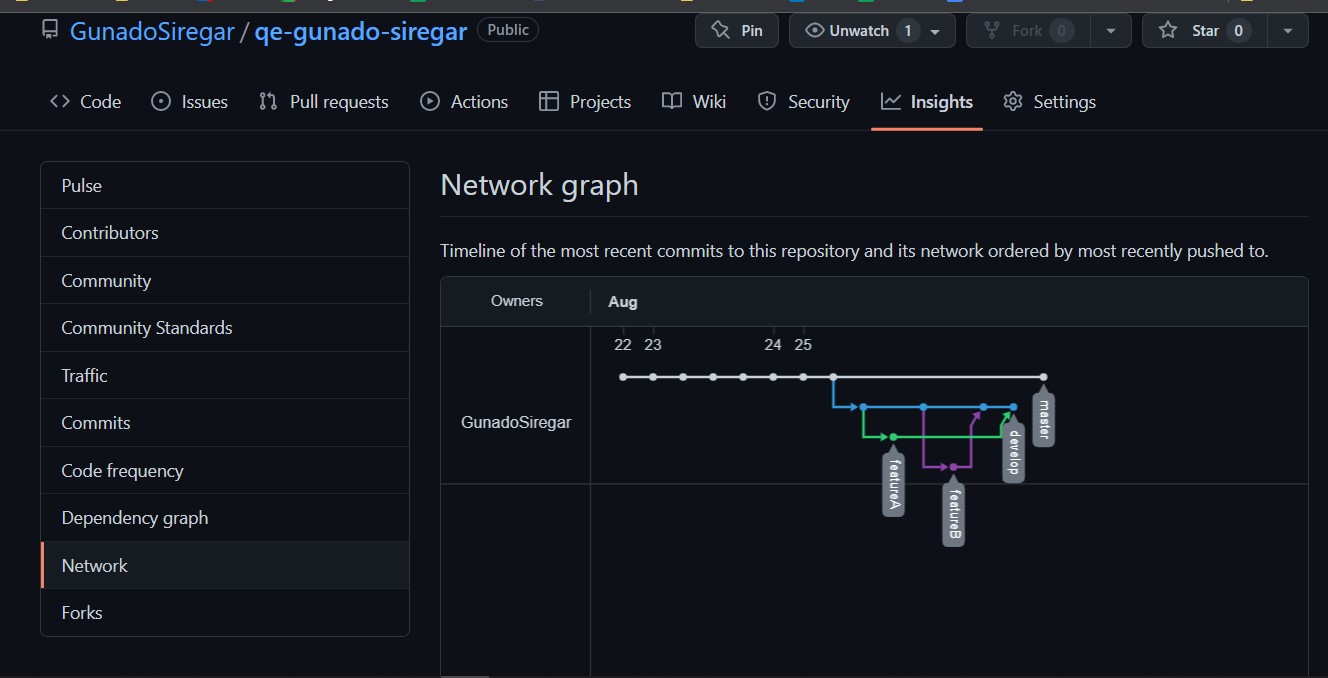 GunadoSiregar / qe-gunado-siregar Public Pin Unwatch 1 Fork 0 Star 0
Code Issues Pull requests Actions Projects Wiki Security Insights Settings
Pulse
Contributors
Community
Community Standards
Traffic
Commits
Code frequency
Dependency graph
Network
Forks
Network graph
Timeline of the most recent commits to this repository and its network ordered by most recently pushed to.
Owners Aug
22 23 24 25
GunadoSiregar
master
develop
featureA
featureB